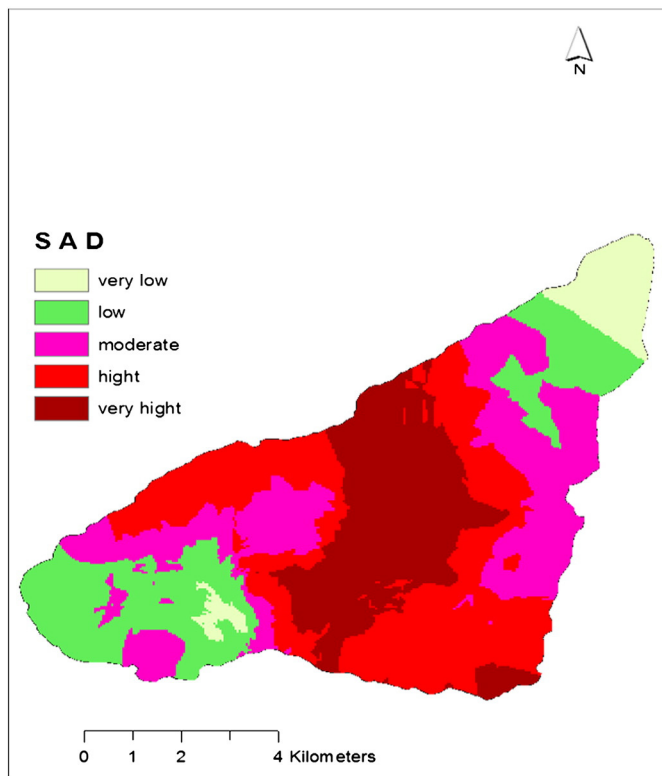 N
S A D
very low
low
moderate
hight
very hight
0 1 2 4 Kilometers